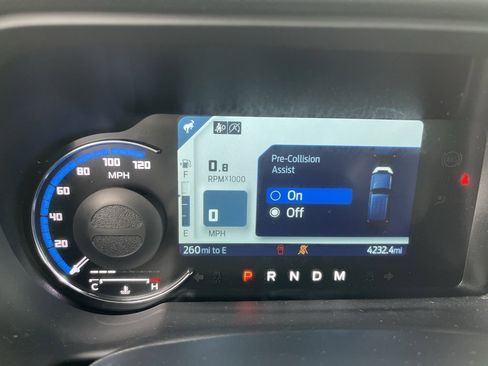 20
40
60
80
100
120
MPH
C
H
F
E
0.8
RPMX1000
0
MPH
Pre-Collision
Assist
On
Off
260 mi to E
4232.4mi
P R N D M